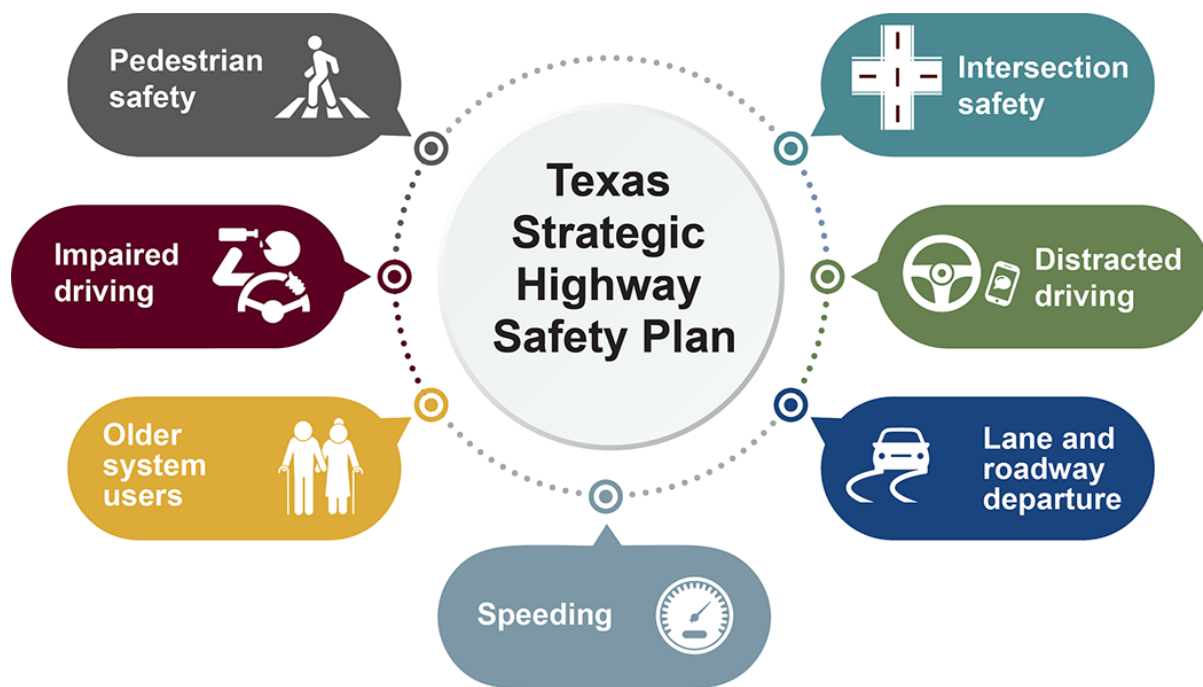 Pedestrian
safety
Intersection
safety
Texas
Strategic
Highway
Safety Plan
Impaired
driving
Distracted
driving
Older
system
users
Lane and
roadway
departure
Speeding